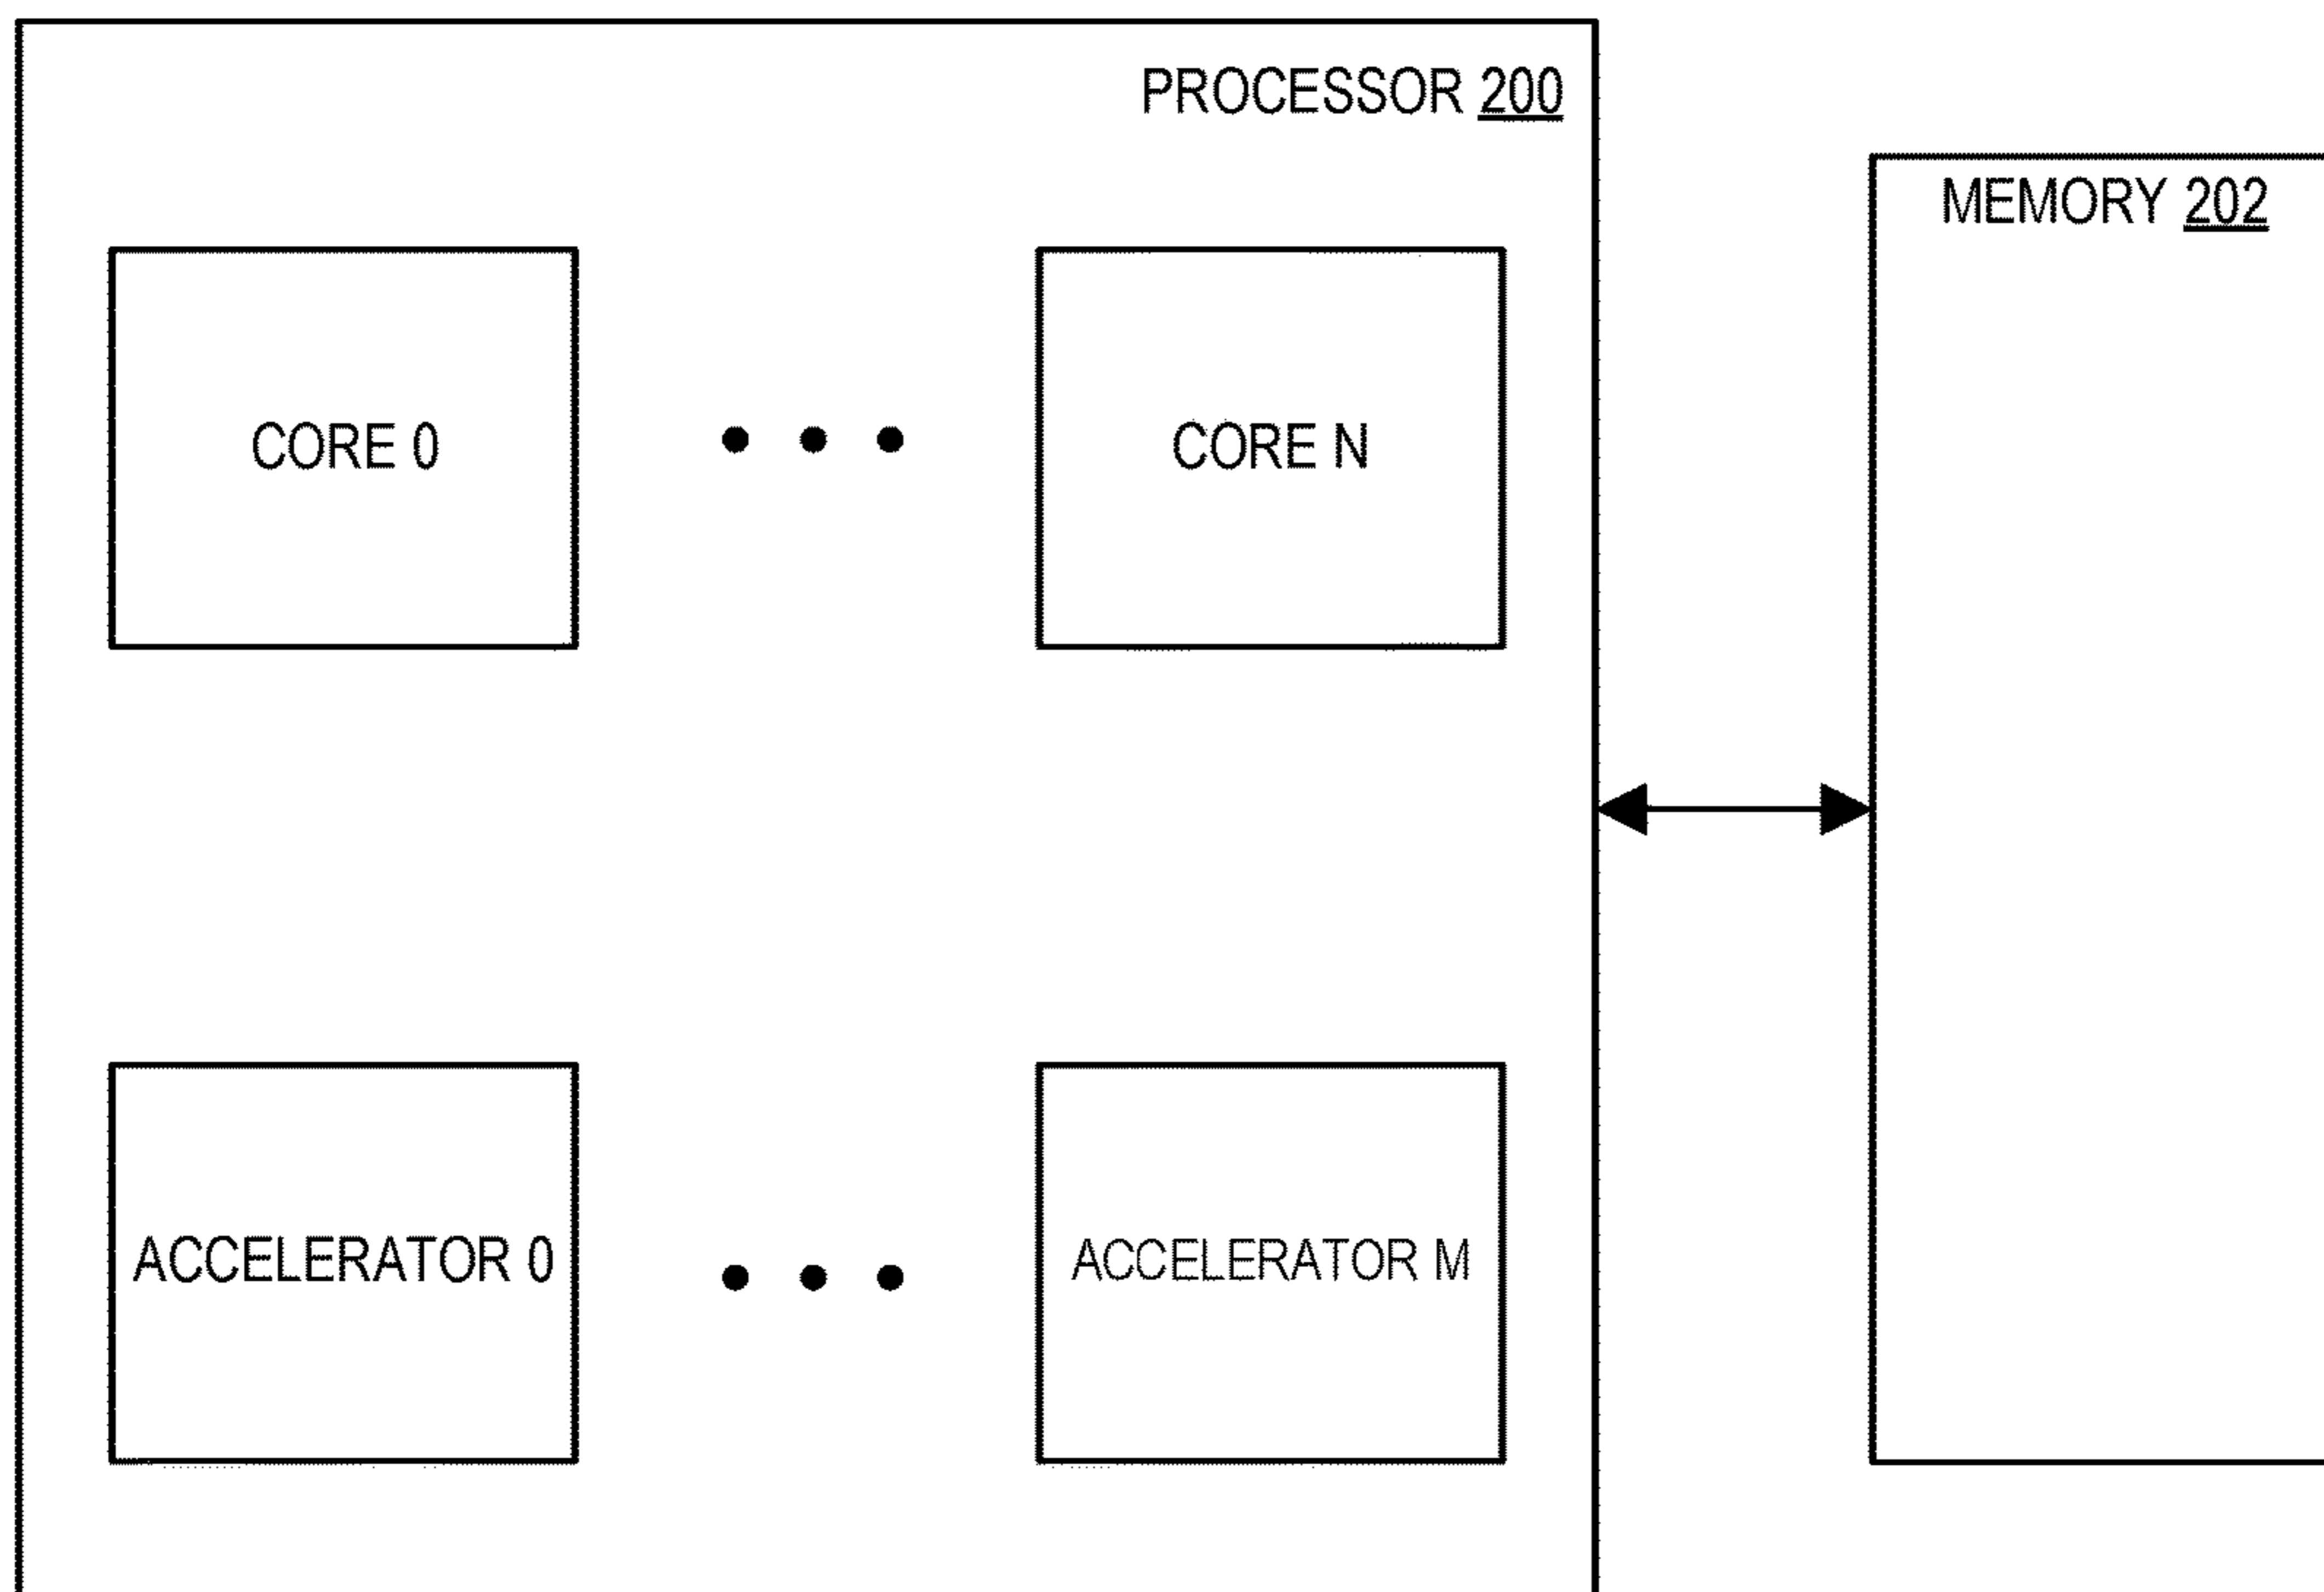 PROCESSOR 200
MEMORY 202
CORE 0
CORE N
ACCELERATOR 0
ACCELERATOR M